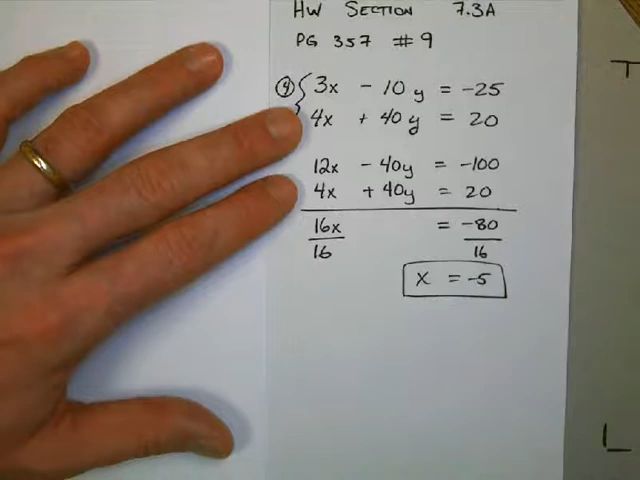 HW SECTION 7.3A
PG 357 # 9
④ { 3x - 10y = -25
4x + 40y = 20
12x - 40y = -100
4x + 40y = 20
16x = -80
16 16
x = -5